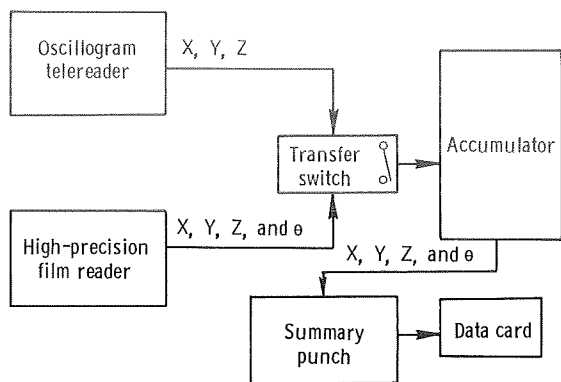 Oscillogram
telereader
X, Y, Z
Transfer
switch
Accumulator
High-precision
film reader
X, Y, Z, and θ
X, Y, Z, and θ
Summary
punch
Data card